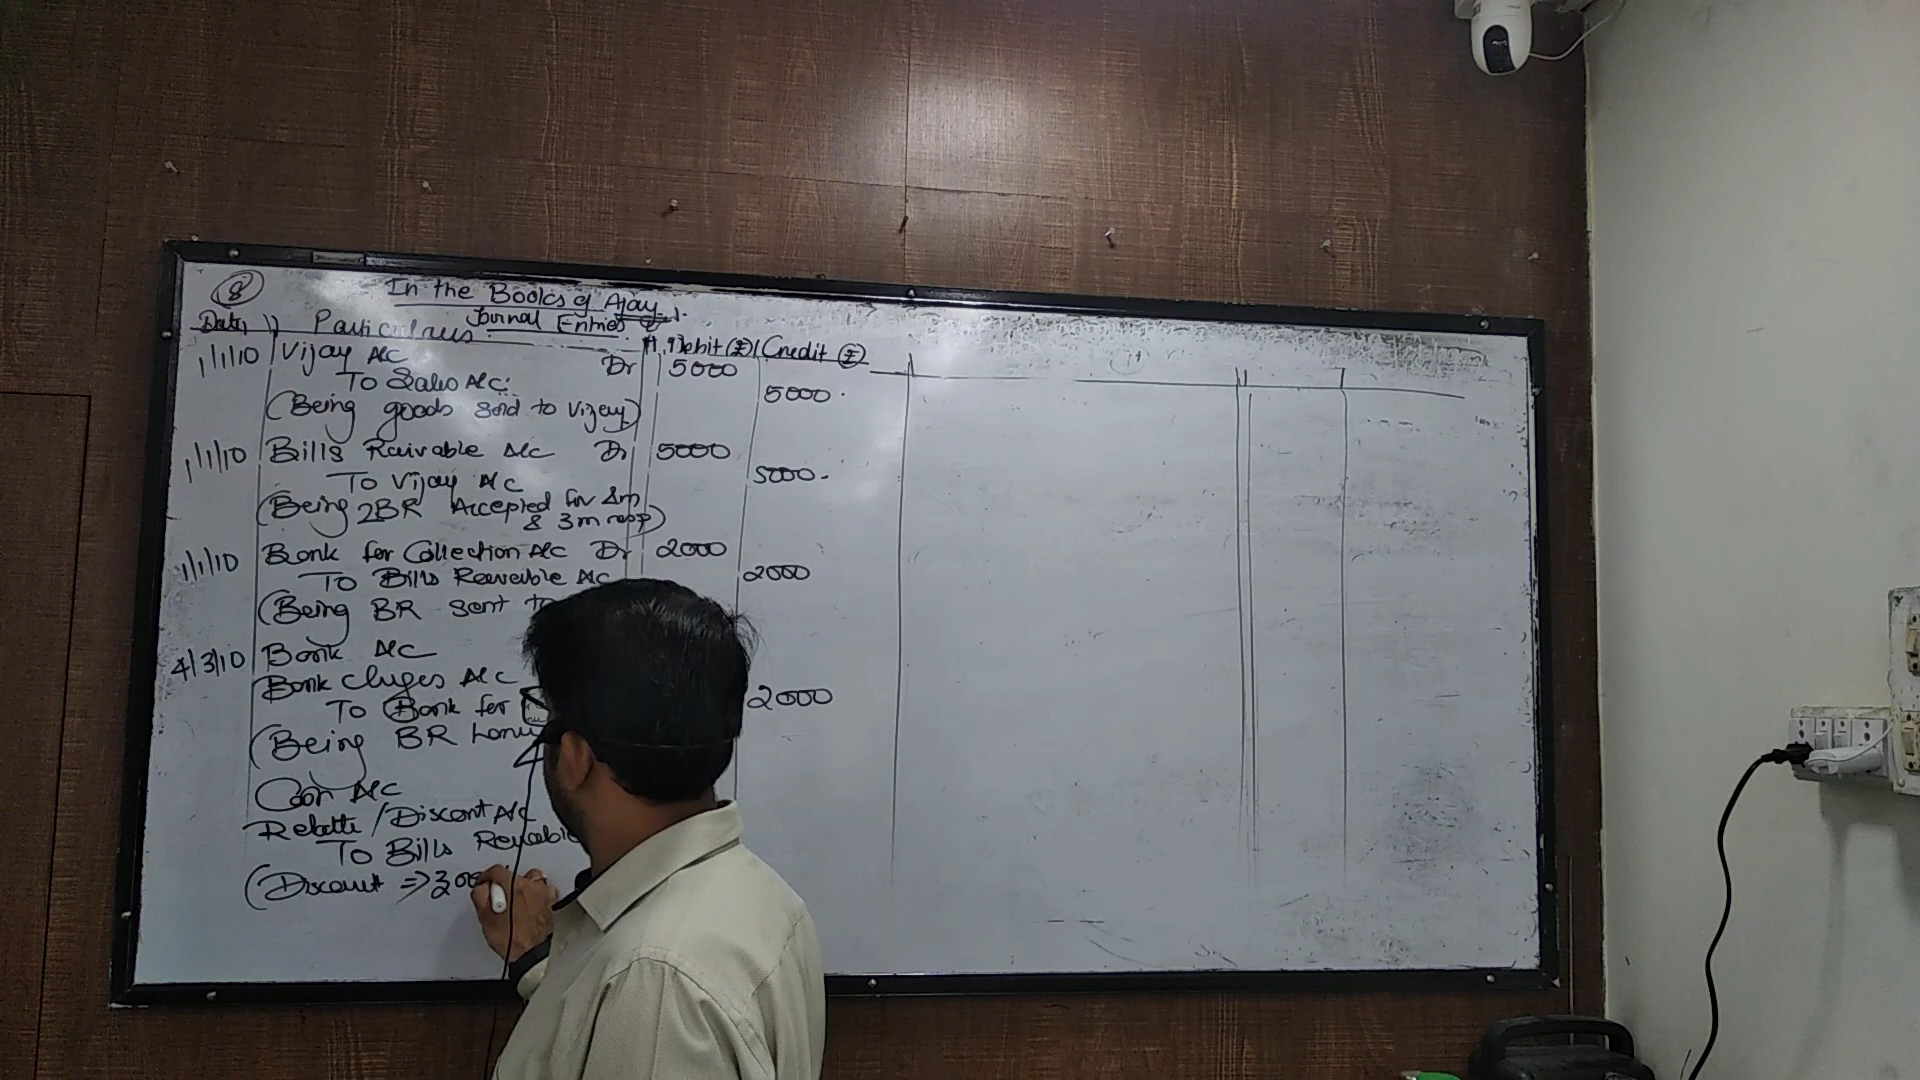 8
In the Books of Ajay.
Journal Entries
Date Particulars Debit (₹) Credit (₹)
1/1/10 Vijay A/c Dr 5000
To Sales A/c 5000
(Being goods sold to Vijay)
1/1/10 Bills Raivable A/c Dr 5000
To Vijay A/c 5000
(Being 2BR Accepted for 2m
& 3m resp)
1/1/10 Bank for Collection A/c Dr 2000
To Bills Receivable A/c 2000
(Being BR sent to
4/3/10 Bank A/c
Bank Charges A/c
To Bank for 2000
(Being BR
A/c
Rebate / Discount A/c
To Bills
(Discount ⇒